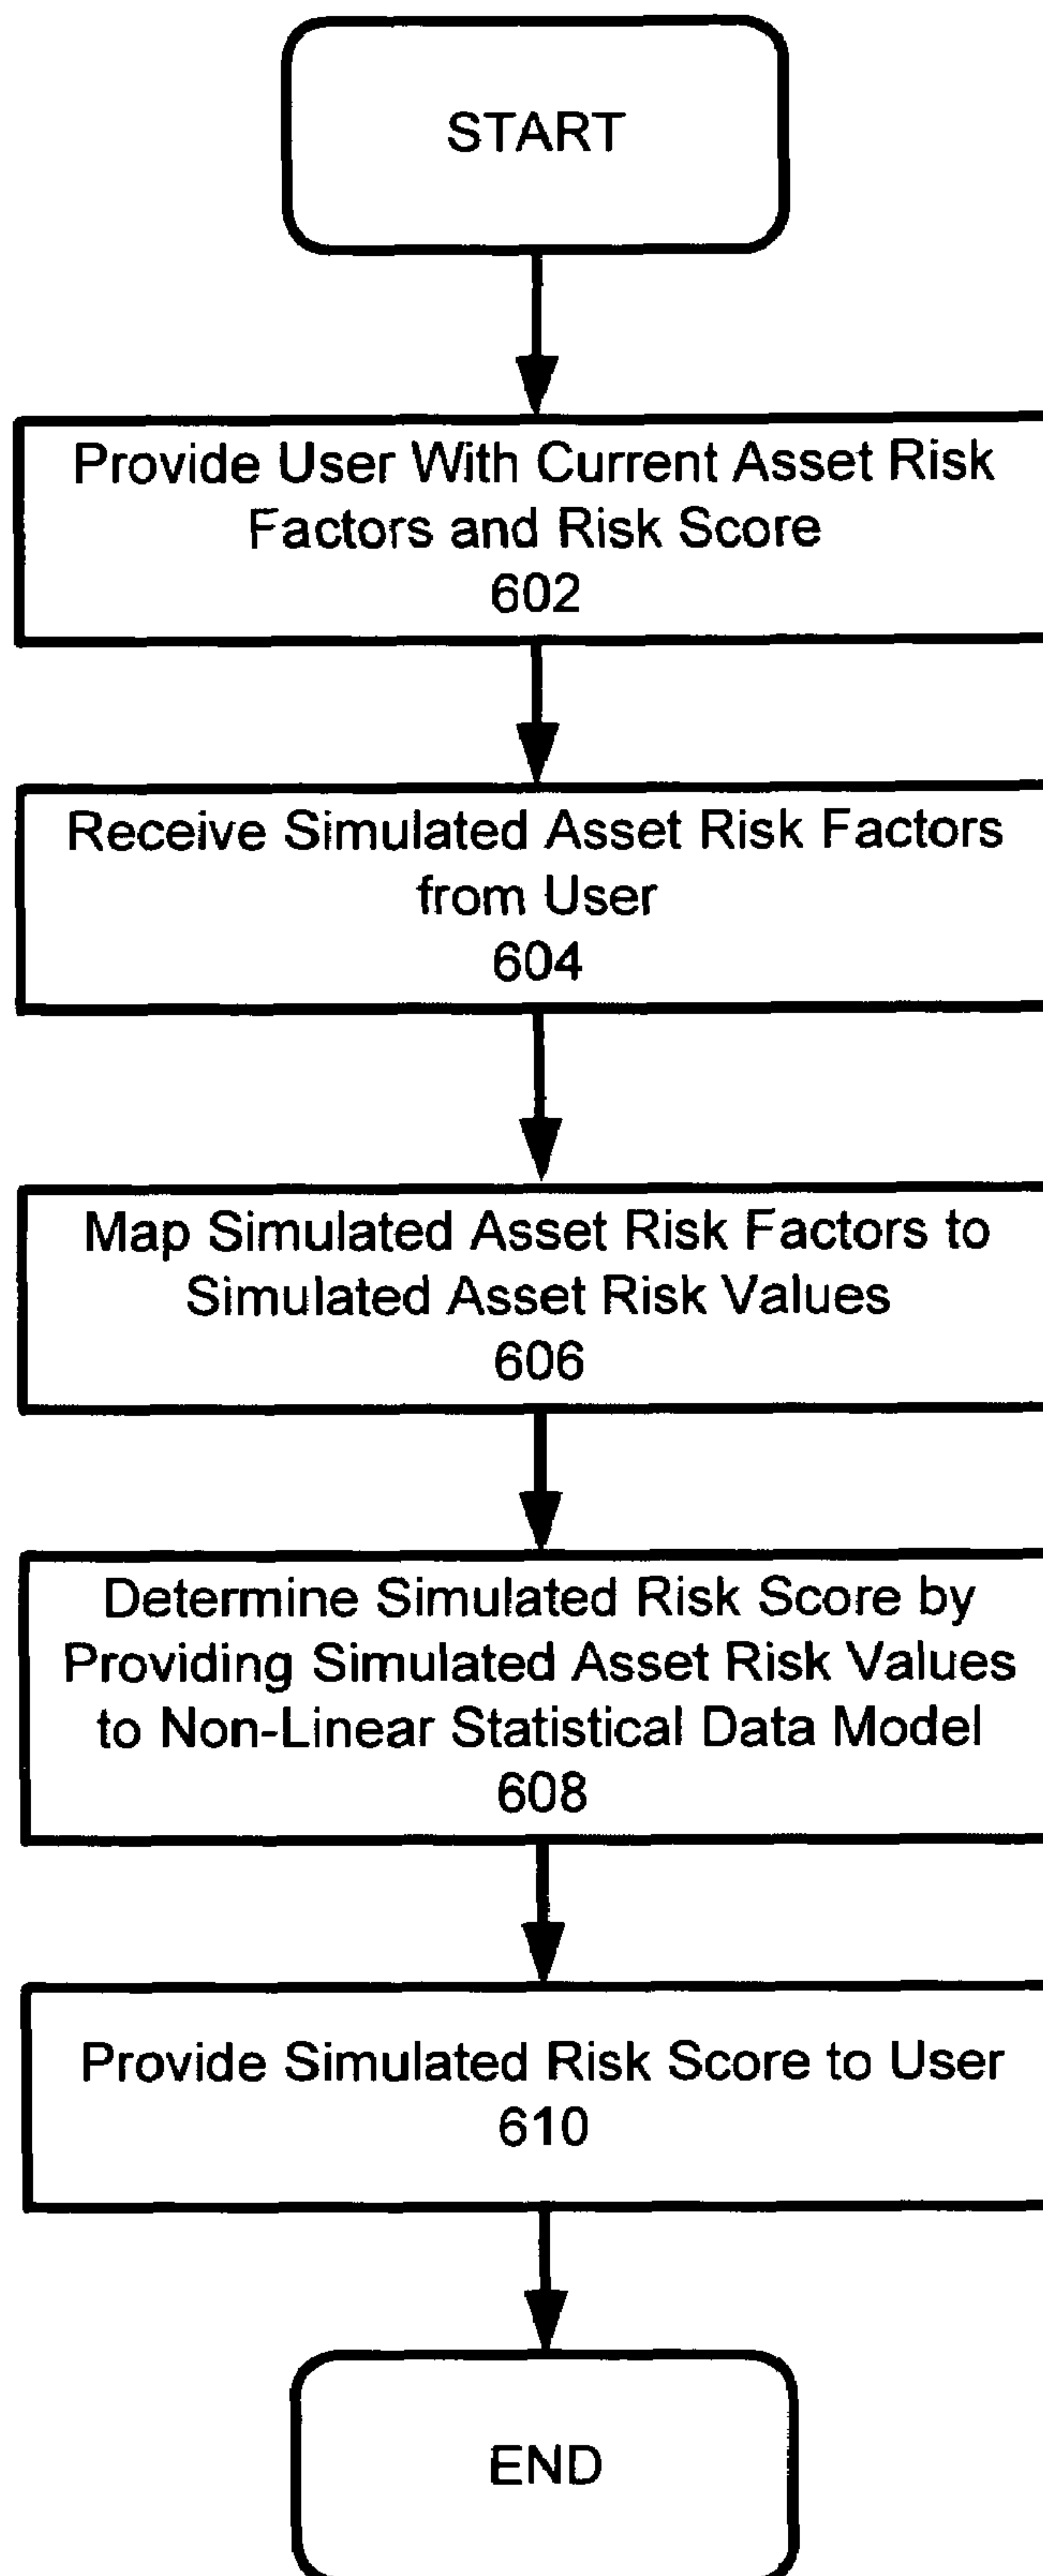 START
Provide User With Current Asset Risk
Factors and Risk Score
602
Receive Simulated Asset Risk Factors
from User
604
Map Simulated Asset Risk Factors to
Simulated Asset Risk Values
606
Determine Simulated Risk Score by
Providing Simulated Asset Risk Values
to Non-Linear Statistical Data Model
608
Provide Simulated Risk Score to User
610
END